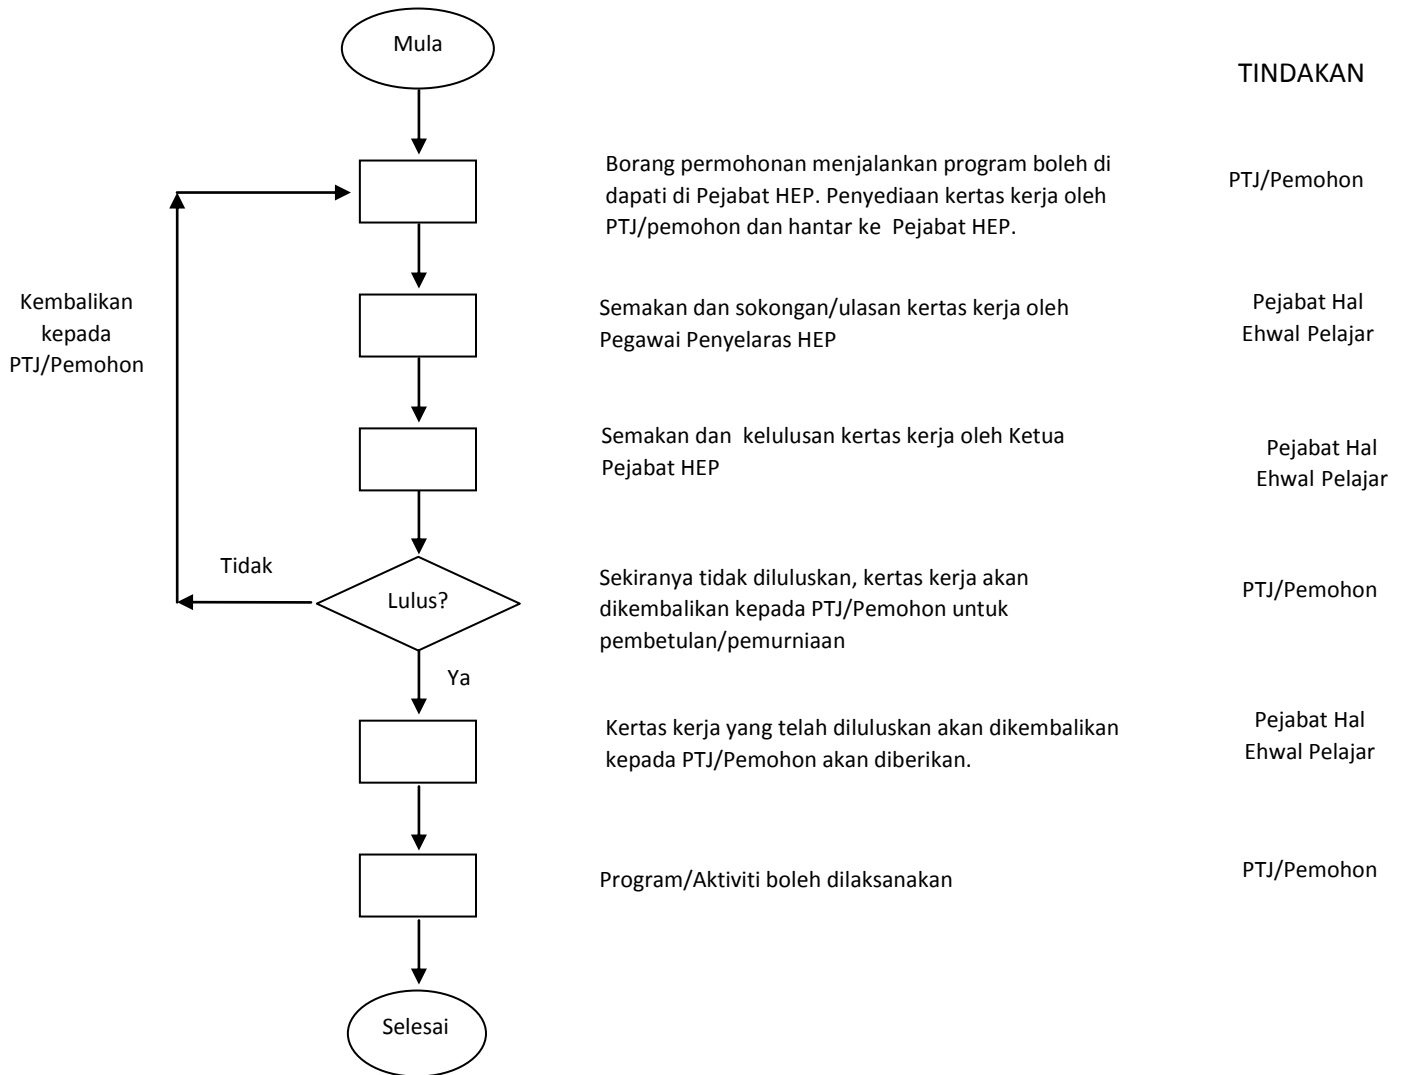 Mula
TINDAKAN
Borang permohonan menjalankan program boleh di
dapati di Pejabat HEP. Penyediaan kertas kerja oleh
PTJ/pemohon dan hantar ke  Pejabat HEP.
PTJ/Pemohon
Kembalikan
kepada
PTJ/Pemohon
Semakan dan sokongan/ulasan kertas kerja oleh
Pegawai Penyelaras HEP
Pejabat Hal
Ehwal Pelajar
Semakan dan  kelulusan kertas kerja oleh Ketua
Pejabat HEP
Pejabat Hal
Ehwal Pelajar
Tidak
Lulus?
Sekiranya tidak diluluskan, kertas kerja akan
dikembalikan kepada PTJ/Pemohon untuk
pembetulan/pemurniaan
PTJ/Pemohon
Ya
Kertas kerja yang telah diluluskan akan dikembalikan
kepada PTJ/Pemohon akan diberikan.
Pejabat Hal
Ehwal Pelajar
Program/Aktiviti boleh dilaksanakan
PTJ/Pemohon
Selesai